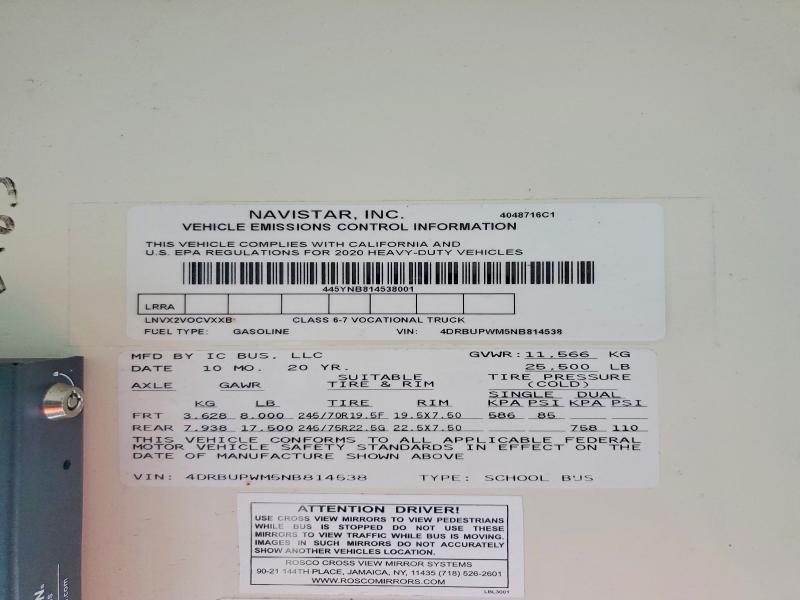 NAVISTAR, INC. 4048716C1
VEHICLE EMISSIONS CONTROL INFORMATION
THIS VEHICLE COMPLIES WITH CALIFORNIA AND
U.S. EPA REGULATIONS FOR 2020 HEAVY-DUTY VEHICLES
445YNB814538001
LRRA
LNVX2VOCVXXB CLASS 6-7 VOCATIONAL TRUCK
FUEL TYPE: GASOLINE VIN: 4DRBUPWM5NB814538
MFD BY IC BUS, LLC GVWR: 11,566 KG
DATE 10 MO. 20 YR. 25,500 LB
SUITABLE TIRE PRESSURE
AXLE GAWR TIRE & RIM (COLD)
SINGLE DUAL
KG LB TIRE RIM KPA PSI KPA PSI
FRT 3,628 8,000 245/70R19.5F 19.5X7.50 586 85
REAR 7,938 17,500 246/75R22.5G 22.5X7.50 758 110
THIS VEHICLE CONFORMS TO ALL APPLICABLE FEDERAL
MOTOR VEHICLE SAFETY STANDARDS IN EFFECT ON THE
DATE OF MANUFACTURE SHOWN ABOVE
VIN: 4DRBUPWM5NB814538 TYPE: SCHOOL BUS
ATTENTION DRIVER!
USE CROSS VIEW MIRRORS TO VIEW PEDESTRIANS
WHILE BUS IS STOPPED DO NOT USE THESE
MIRRORS TO VIEW TRAFFIC WHILE BUS IS MOVING.
IMAGES IN SUCH MIRRORS DO NOT ACCURATELY
SHOW ANOTHER VEHICLES LOCATION.
ROSCO CROSS VIEW MIRROR SYSTEMS
90-21 144TH PLACE, JAMAICA, NY, 11435 (718) 526-2601
WWW.ROSCOMIRRORS.COM
LBL3001